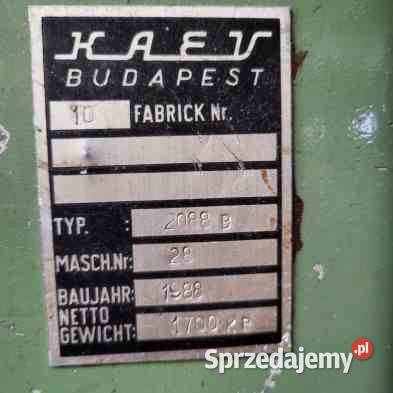 KAEV
BUDAPEST
10 FABRICK Nr.
TYP. : 2088 B
MASCH.Nr: 28
BAUJAHR: 1988
NETTO
GEWICHT: 1700 KP
Sprzedajemy.pl